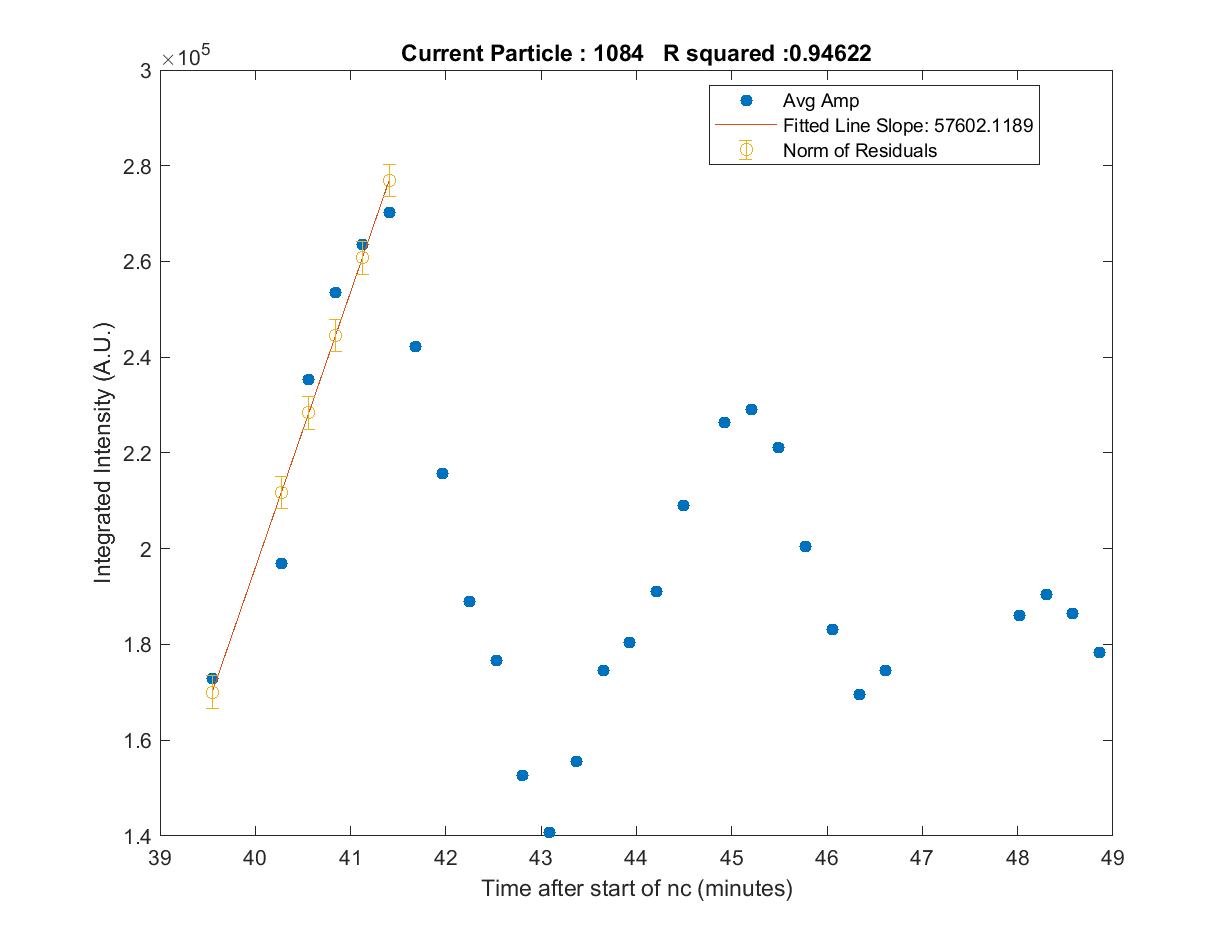 Current Particle : 1084   R squared :0.94622
×10^5
3
2.8
2.6
2.4
2.2
2
1.8
1.6
1.4
Integrated Intensity (A.U.)
Avg Amp
Fitted Line Slope: 57602.1189
Norm of Residuals
39 40 41 42 43 44 45 46 47 48 49
Time after start of nc (minutes)